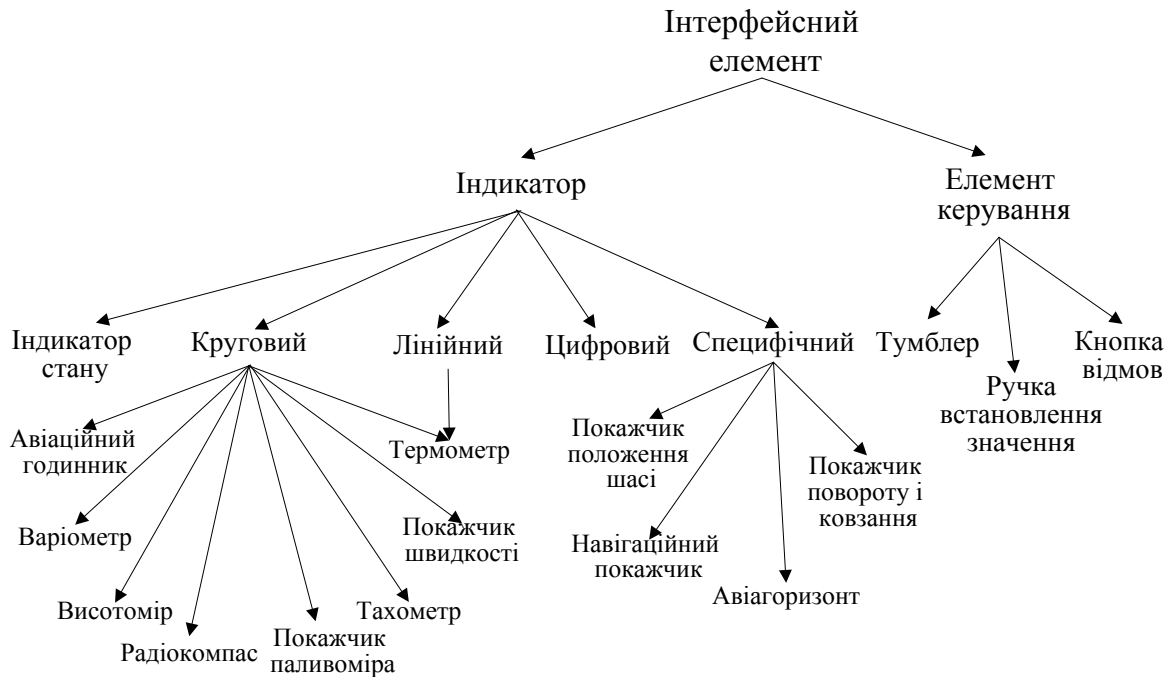 Інтерфейсний
елемент
Індикатор
Елемент
керування
Індикатор
стану
Круговий
Лінійний
Цифровий
Специфічний
Тумблер
Кнопка
відмов
Ручка
встановлення
значення
Авіаційний
годинник
Термометр
Покажчик
положення
шасі
Покажчик
повороту і
ковзання
Варіометр
Покажчик
швидкості
Навігаційний
покажчик
Авіагоризонт
Висотомір
Тахометр
Радіокомпас
Покажчик
паливоміра